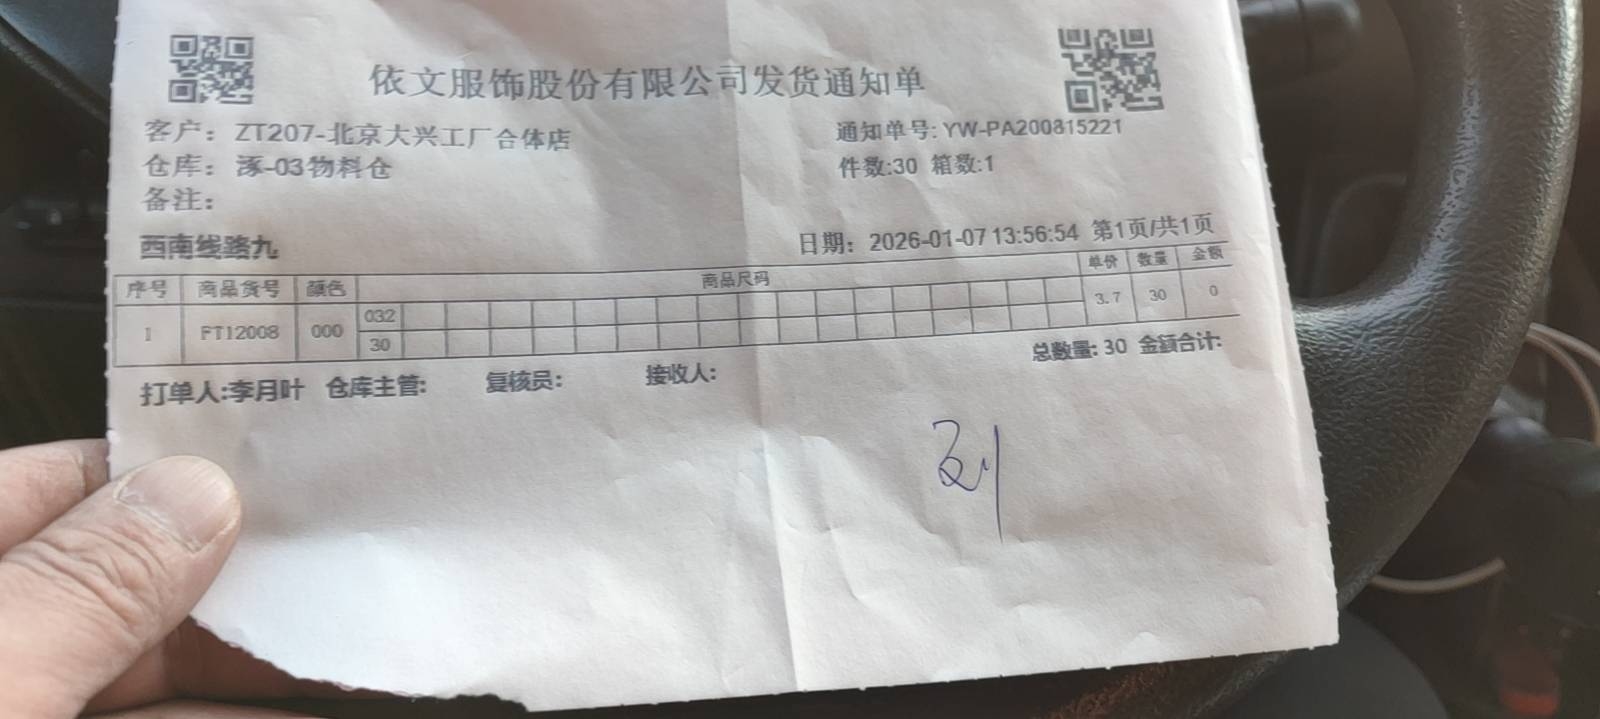 依文服饰股份有限公司发货通知单
客户：ZT207-北京大兴工厂合体店
通知单号: YW-PA200815221
仓库：涿-03物料仓
件数:30 箱数:1
备注：
西南线路九
日期：2026-01-07 13:56:54 第1页/共1页
序号 商品货号 颜色 商品尺码 单价 数量 金额
1 FT12008 000 032 3.7 30 0
30
总数量: 30 金额合计:
打单人:李月叶 仓库主管: 复核员: 接收人:
刘